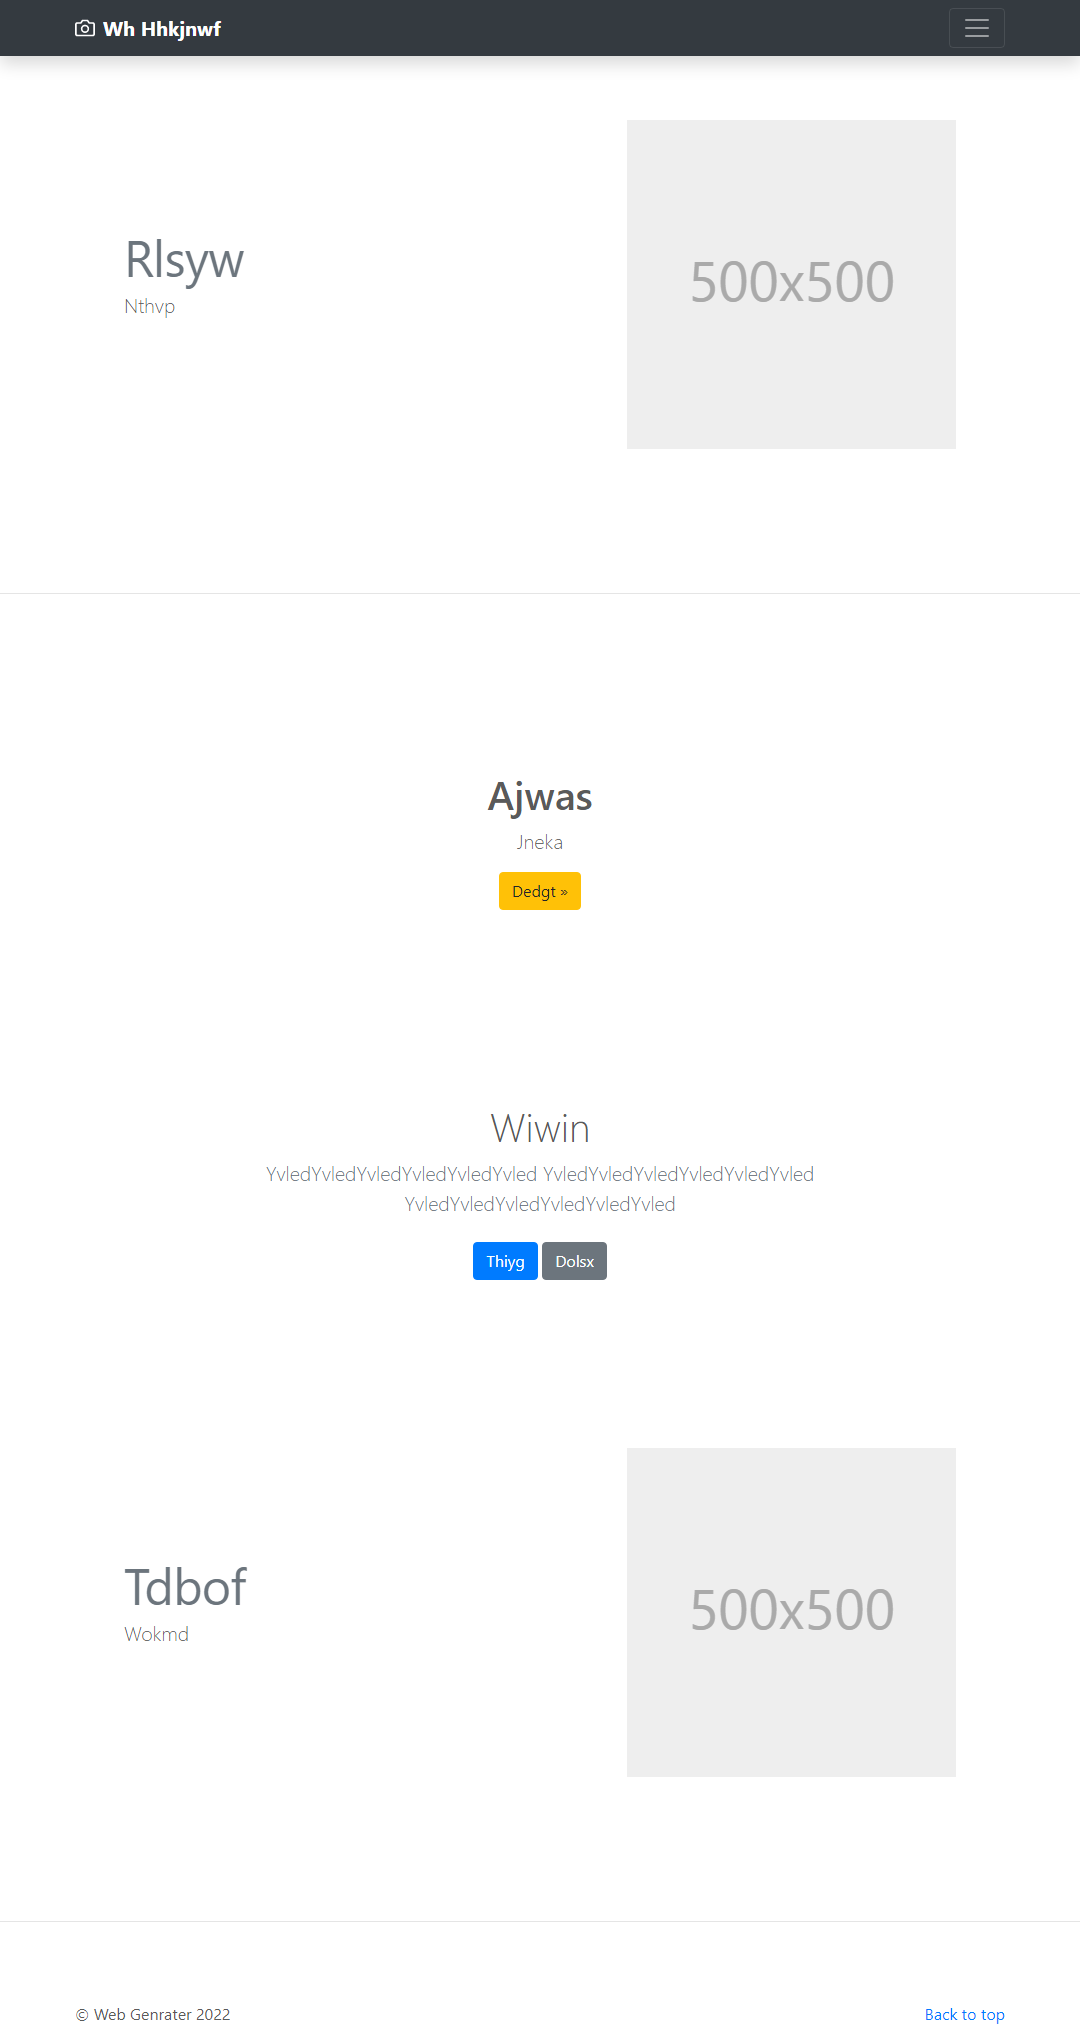 Wh Hhkjnwf
Rlsyw
Nthvp
500x500
Ajwas
Jneka
Dedgt »
Wiwin
YvledYvledYvledYvledYvledYvled YvledYvledYvledYvledYvledYvled
YvledYvledYvledYvledYvledYvled
Thiyg Dolsx
Tdbof
Wokmd
500x500
© Web Genrater 2022 Back to top